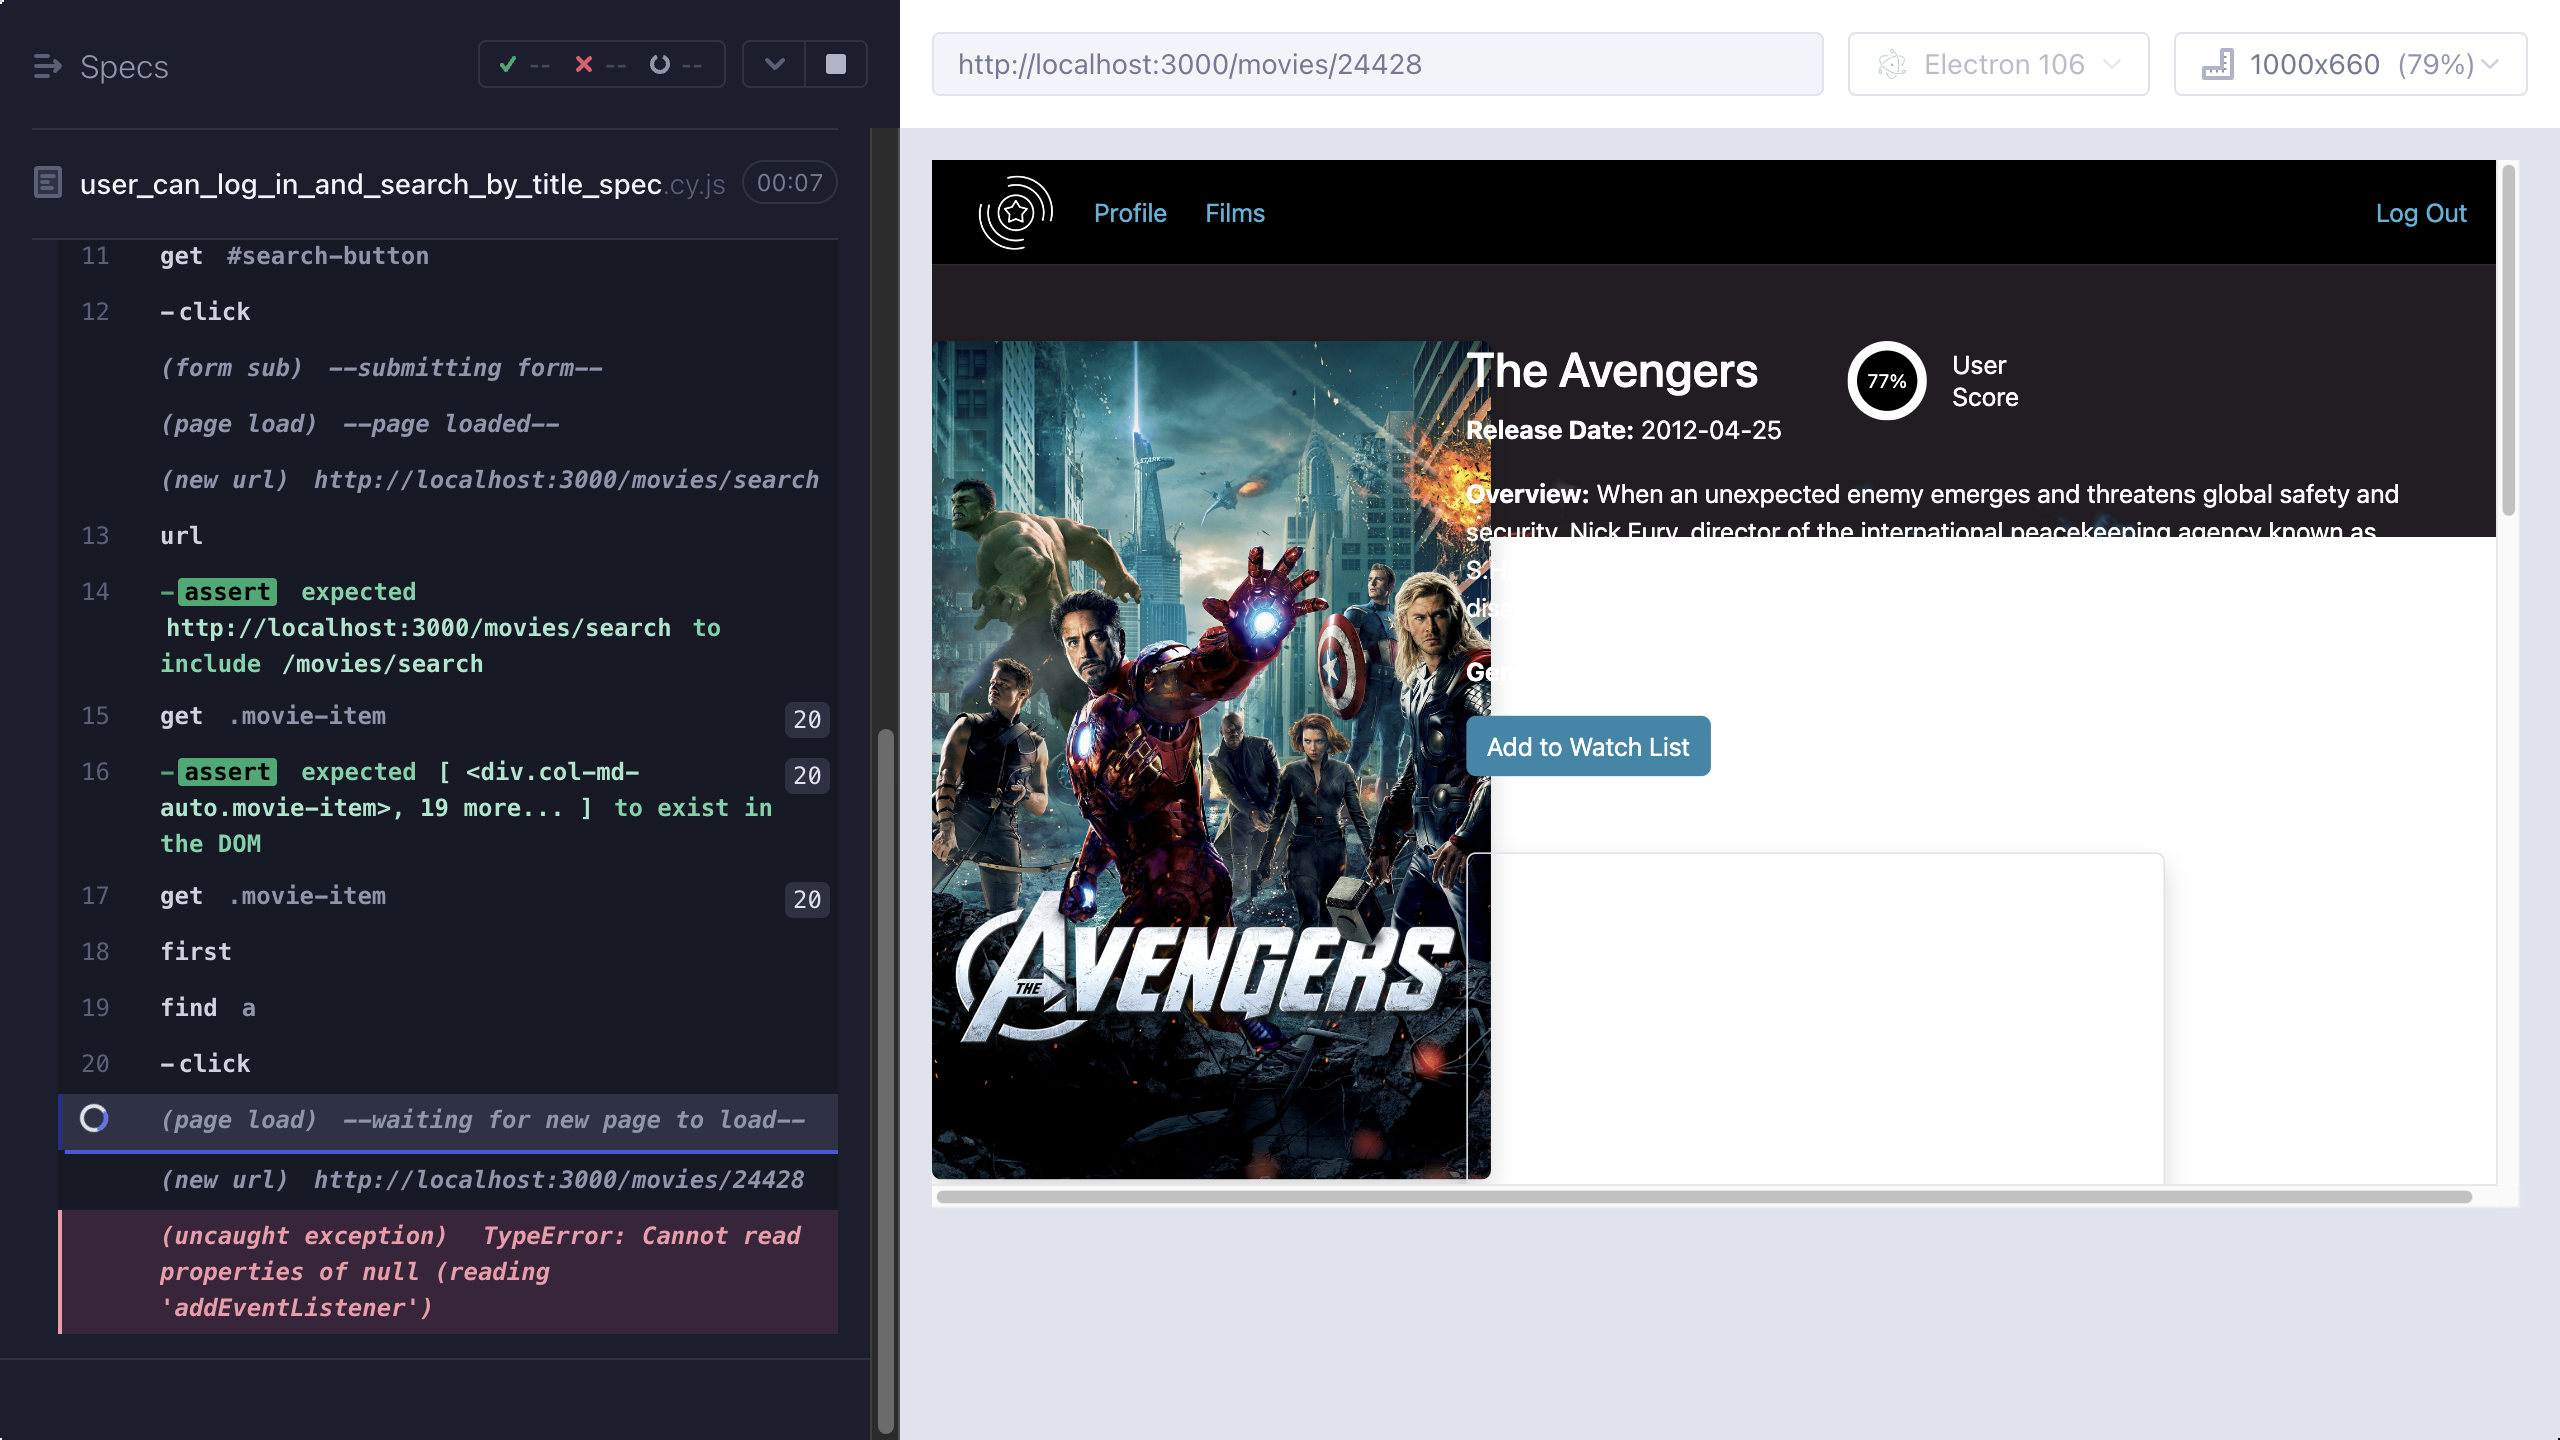 Specs
-- -- --
user_can_log_in_and_search_by_title_spec.cy.js 00:07
11 get #search-button
12 -click
(form sub) --submitting form--
(page load) --page loaded--
(new url) http://localhost:3000/movies/search
13 url
14 -assert expected
http://localhost:3000/movies/search to
include /movies/search
15 get .movie-item 20
16 -assert expected [ <div.col-md-
auto.movie-item>, 19 more... ] to exist in
the DOM
20
17 get .movie-item 20
18 first
19 find a
20 -click
(page load) --waiting for new page to load--
(new url) http://localhost:3000/movies/24428
(uncaught exception) TypeError: Cannot read
properties of null (reading
'addEventListener')
http://localhost:3000/movies/24428
Electron 106
1000x660 (79%)
Profile Films Log Out
The Avengers
77%
User
Score
Release Date: 2012-04-25
Overview: When an unexpected enemy emerges and threatens global safety and
security, Nick Fury, director of the international peacekeeping agency known as
S.H.
disa
Gen
Add to Watch List
STARK
THE AVENGERS